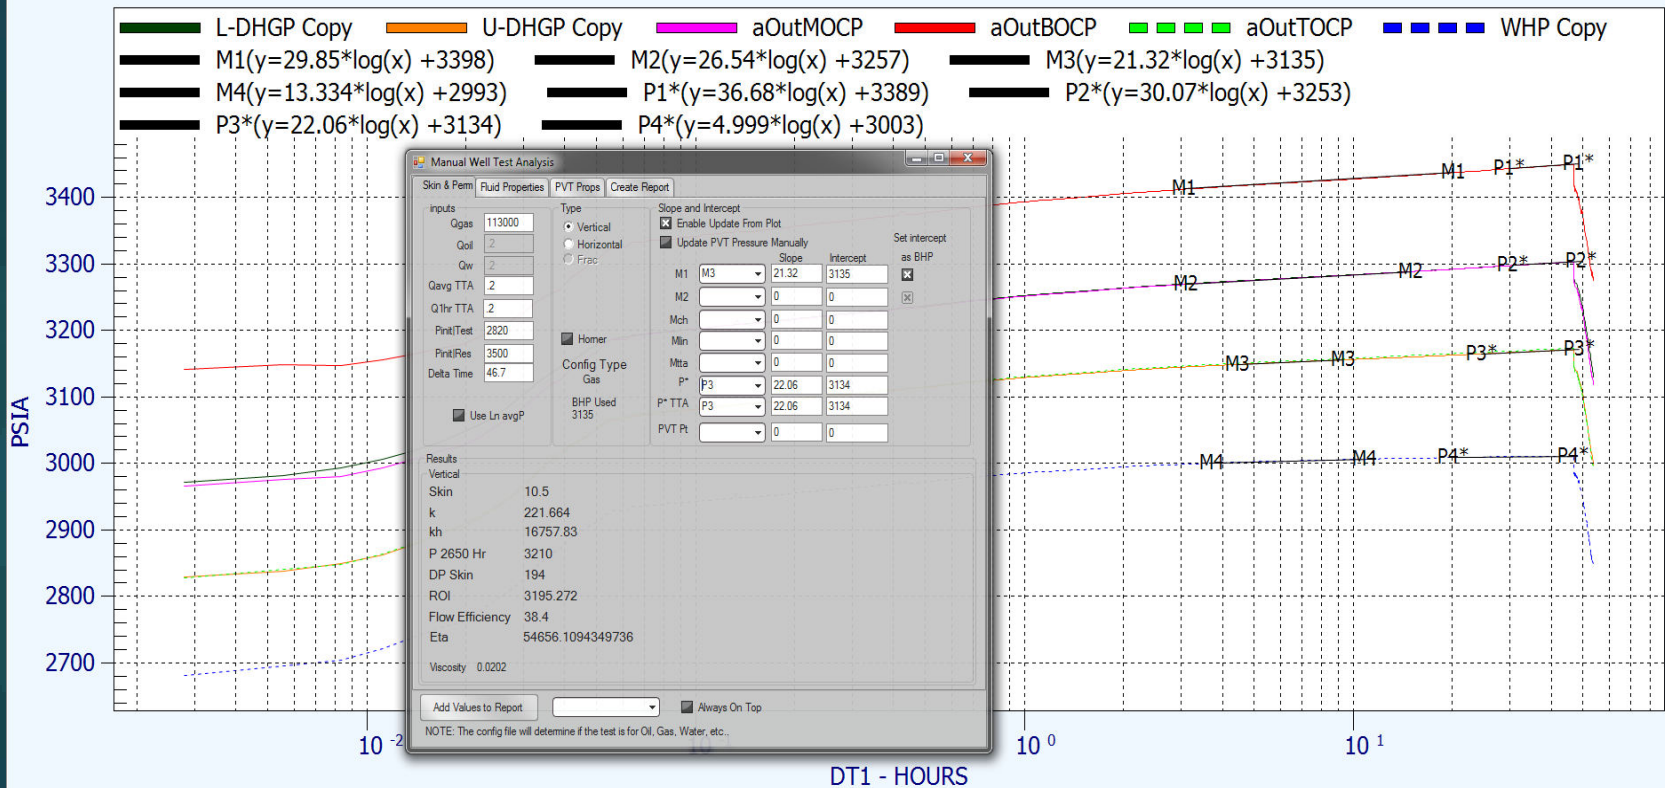 L-DHGP Copy U-DHGP Copy aOutMOCP aOutBOCP aOutTOCP WHP Copy
M1(y=29.85*log(x) +3398) M2(y=26.54*log(x) +3257) M3(y=21.32*log(x) +3135)
M4(y=13.334*log(x) +2993) P1*(y=36.68*log(x) +3389) P2*(y=30.07*log(x) +3253)
P3*(y=22.06*log(x) +3134) P4*(y=4.999*log(x) +3003)
Manual Well Test Analysis
Skin & Perm Fluid Properties PVT Props Create Report
inputs Type Slope and Intercept
Qgas 113000 Vertical Enable Update From Plot
Qoil .2 Horizontal Update PVT Pressure Manually Set intercept
Qw .2 Frac Slope Intercept as BHP
Qavg TTA .2 M1 M3 21.32 3135
Q1hr TTA .2 M2 0 0
Pinit|Test 2820 Mch 0 0
Pinit|Res 3500 Horner Mlin 0 0
Delta Time 46.7 Config Type Mtta 0 0
Gas P* P3 22.06 3134
Use Ln avgP BHP Used P* TTA P3 22.06 3134
3135 PVT Pt 0 0
Results
Vertical
Skin 10.5
k 221.664
kh 16757.83
P 2650 Hr 3210
DP Skin 194
ROI 3195.272
Flow Efficiency 38.4
Eta 54656.1094349736
Viscosity 0.0202
Add Values to Report Always On Top
NOTE: The config file will determine if the test is for Oil, Gas, Water, etc..
M1 M1 P1* P1*
M2 M2 P2* P2*
M3 M3 P3* P3*
M4 M4 P4* P4*
PSIA
3400
3300
3200
3100
3000
2900
2800
2700
10 -2 10 0 10 1
DT1 - HOURS